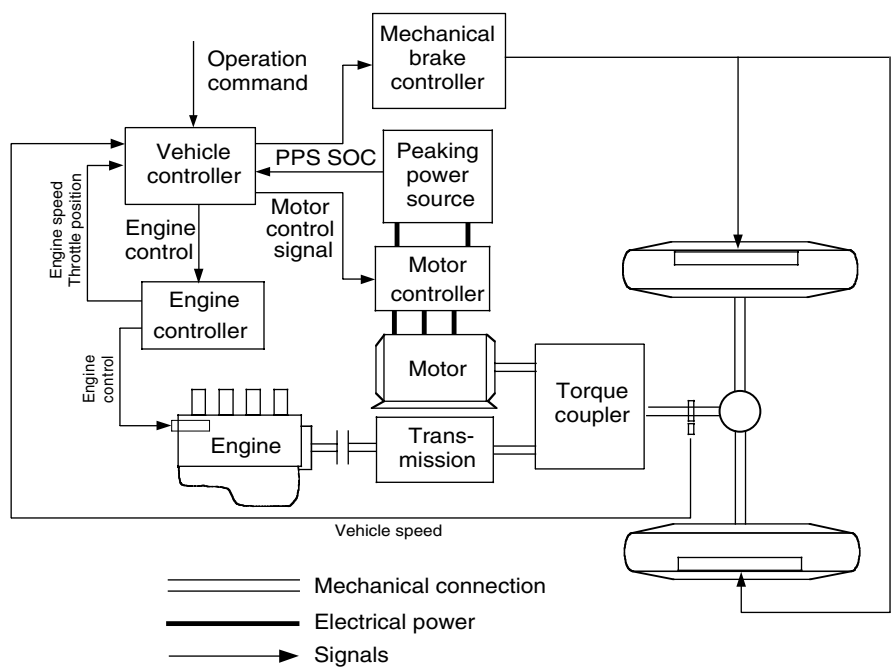 Mechanical
brake
controller
Operation
command
Vehicle
controller
PPS SOC
Peaking
power
source
Engine speed
Throttle position
Engine
control
Motor
control
signal
Motor
controller
Engine
controller
Engine
control
Motor
Torque
coupler
Engine
Trans-
mission
Vehicle speed
Mechanical connection
Electrical power
Signals